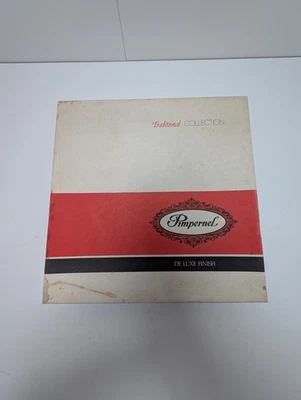 Traditional COLLECTION
Pimpernel
DE LUXE FINISH